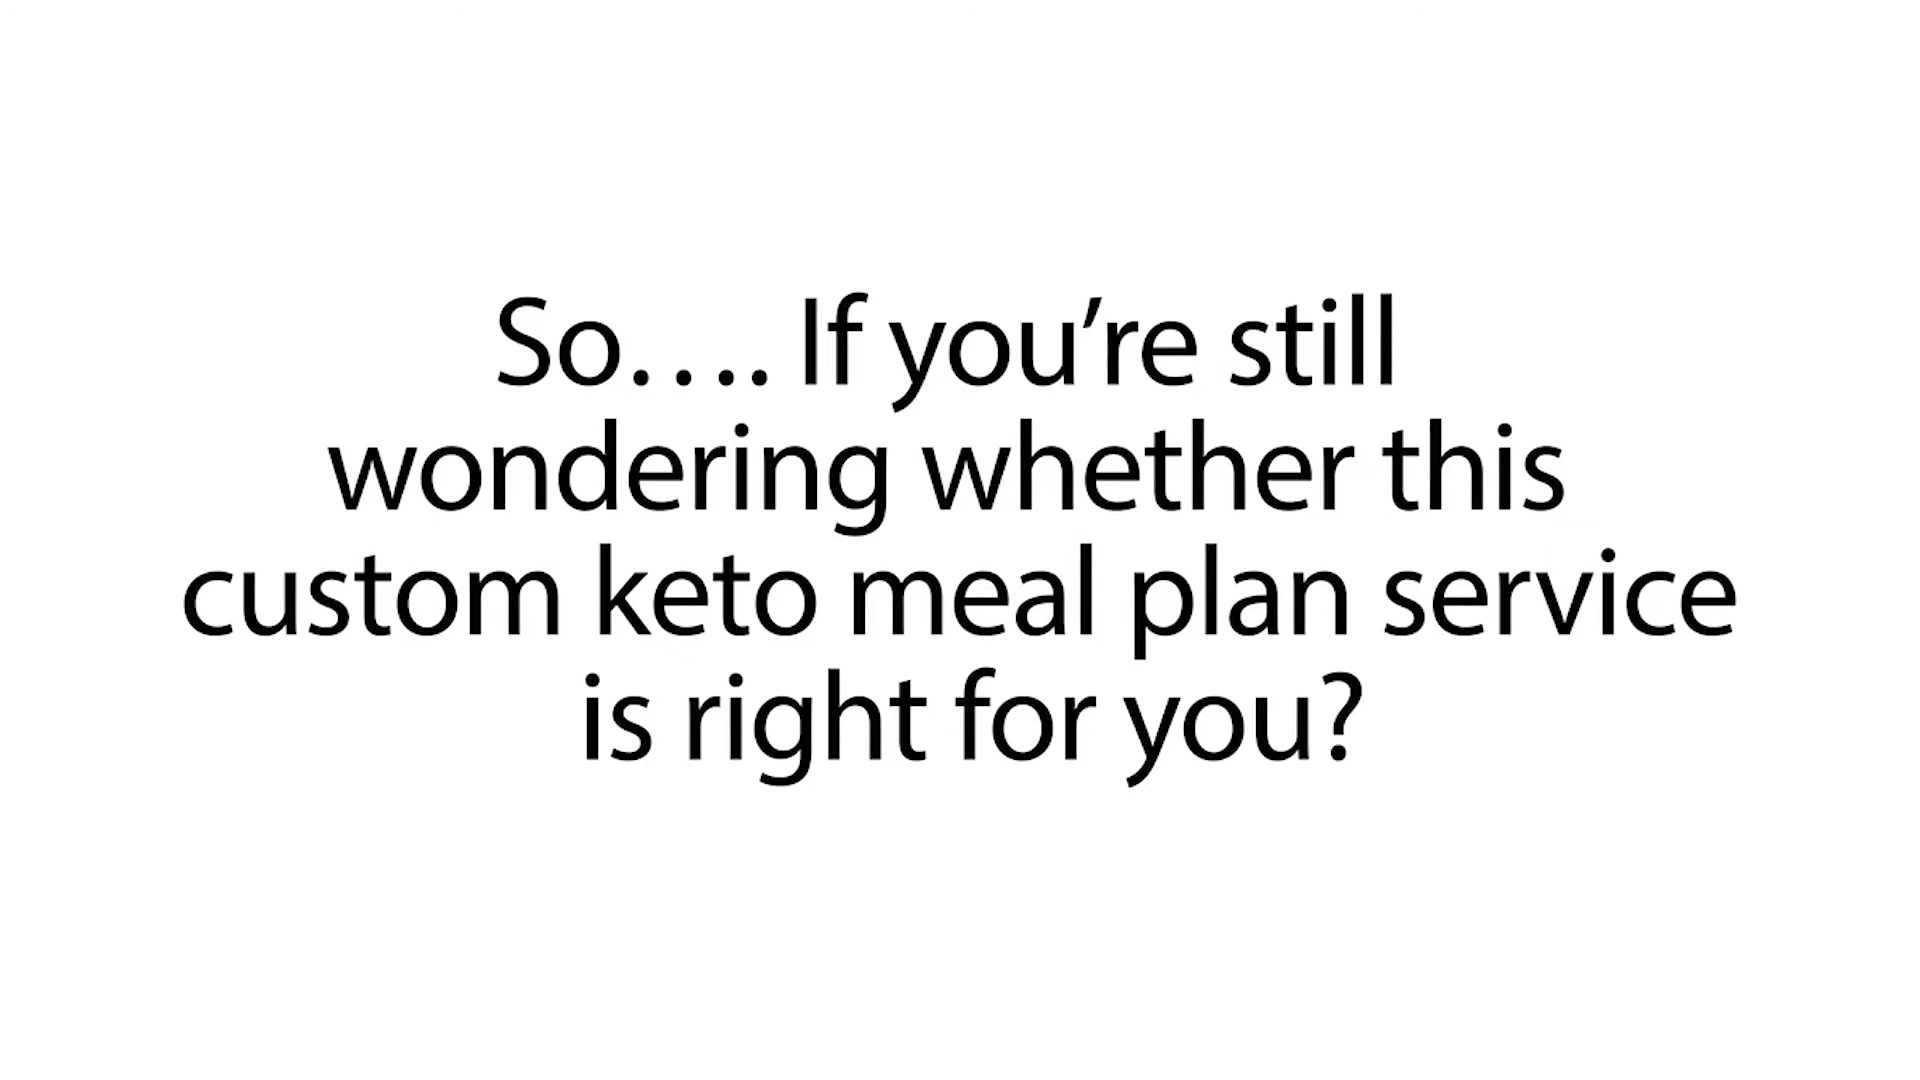 So…. If you’re still
wondering whether this
custom keto meal plan service
is right for you?